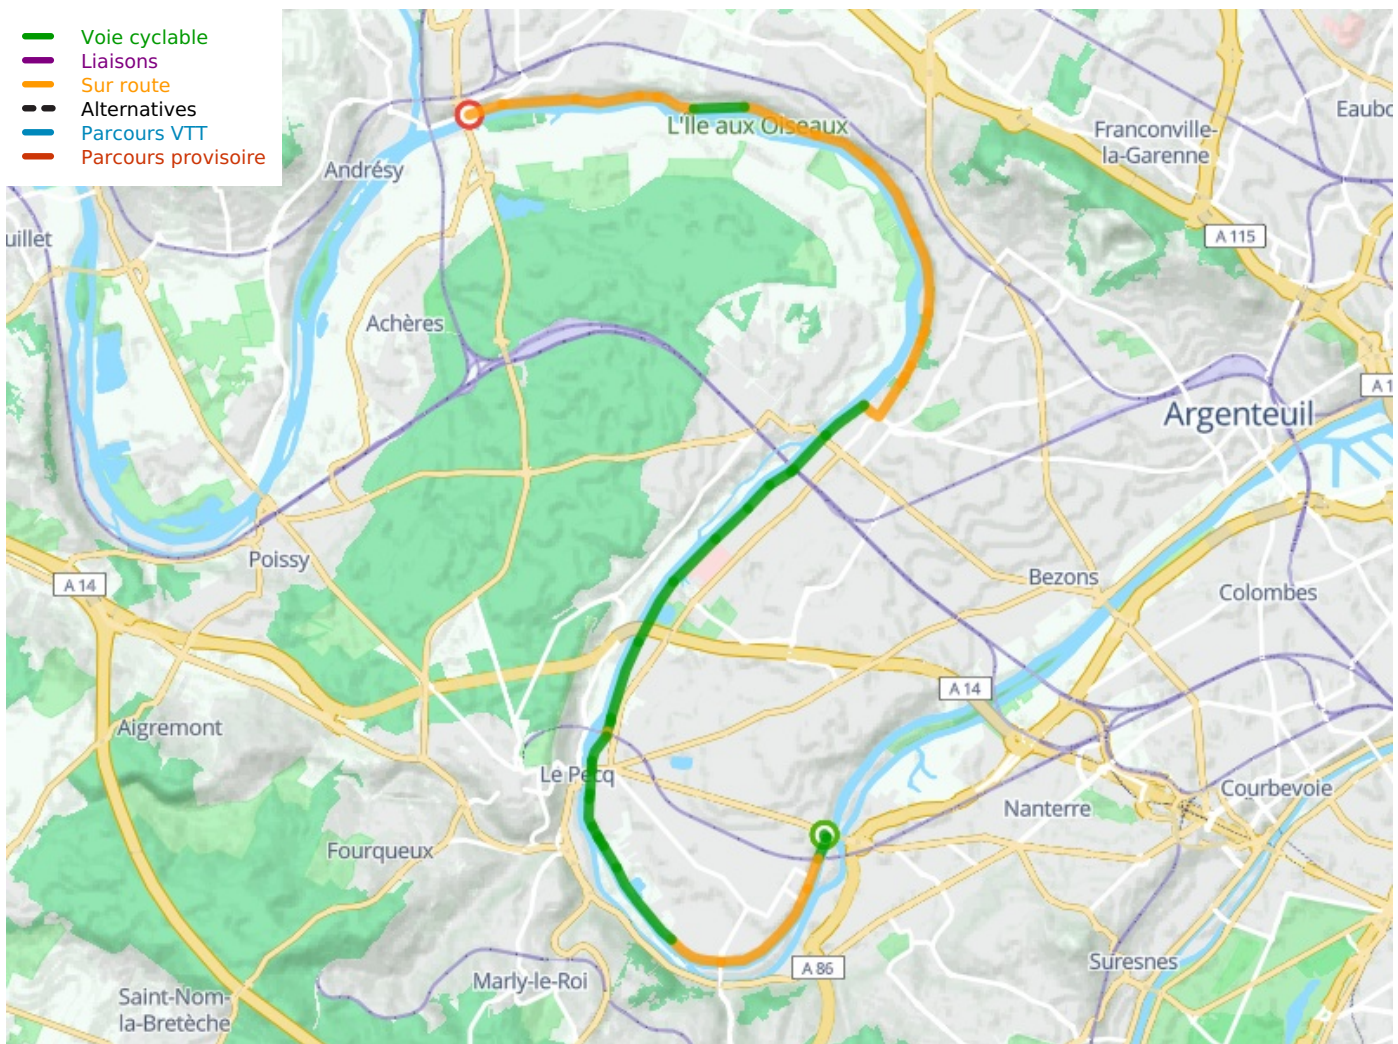 Voie cyclable
Liaisons
Sur route
Alternatives
Parcours VTT
Parcours provisoire
L'Ile aux Oiseaux
Franconville-
la-Garenne
Eaubo
Andrésy
uillet
A 115
Achères
A 1
Argenteuil
Poissy
A 14
Bezons
Colombes
A 14
Aigremont
Le Pecq
Courbevoie
Nanterre
Fourqueux
Suresnes
A 86
Marly-le-Roi
Saint-Nom-
la-Bretèche